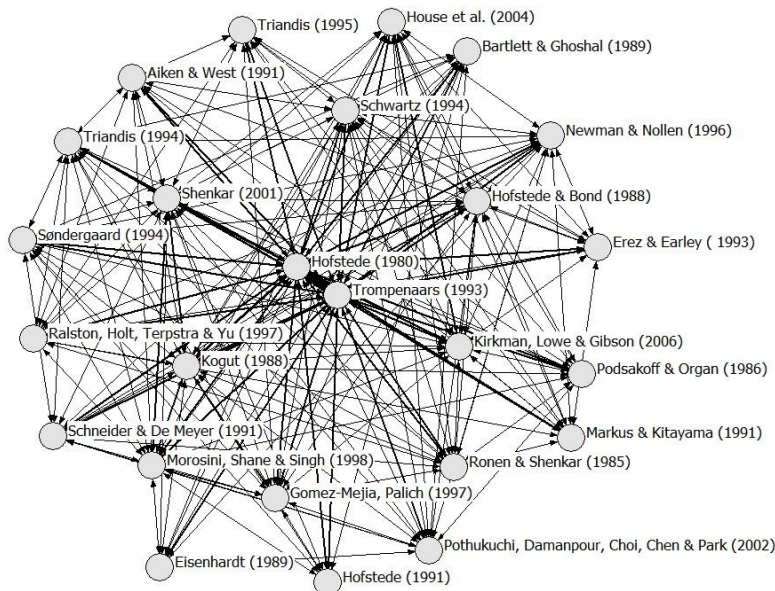 Triandis (1995)
House et al. (2004)
Bartlett & Ghoshal (1989)
Aiken & West (1991)
Schwartz (1994)
Triandis (1994)
Newman & Nollen (1996)
Shenkar (2001)
Hofstede & Bond (1988)
Søndergaard (1994)
Erez & Earley ( 1993)
Hofstede (1980)
Trompenaars (1993)
Ralston, Holt, Terpstra & Yu (1997)
Kirkman, Lowe & Gibson (2006)
Kogut (1988)
Podsakoff & Organ (1986)
Schneider & De Meyer (1991)
Markus & Kitayama (1991)
Morosini, Shane & Singh (1998)
Ronen & Shenkar (1985)
Gomez-Mejia, Palich (1997)
Pothukuchi, Damanpour, Choi, Chen & Park (2002)
Eisenhardt (1989)
Hofstede (1991)